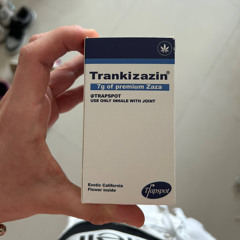 Trankizazin®
7g of premium Zaza
@TRAPSPOT
USE ONLY INHALE WITH JOINT
Exotic California
Flower inside
Trapspot